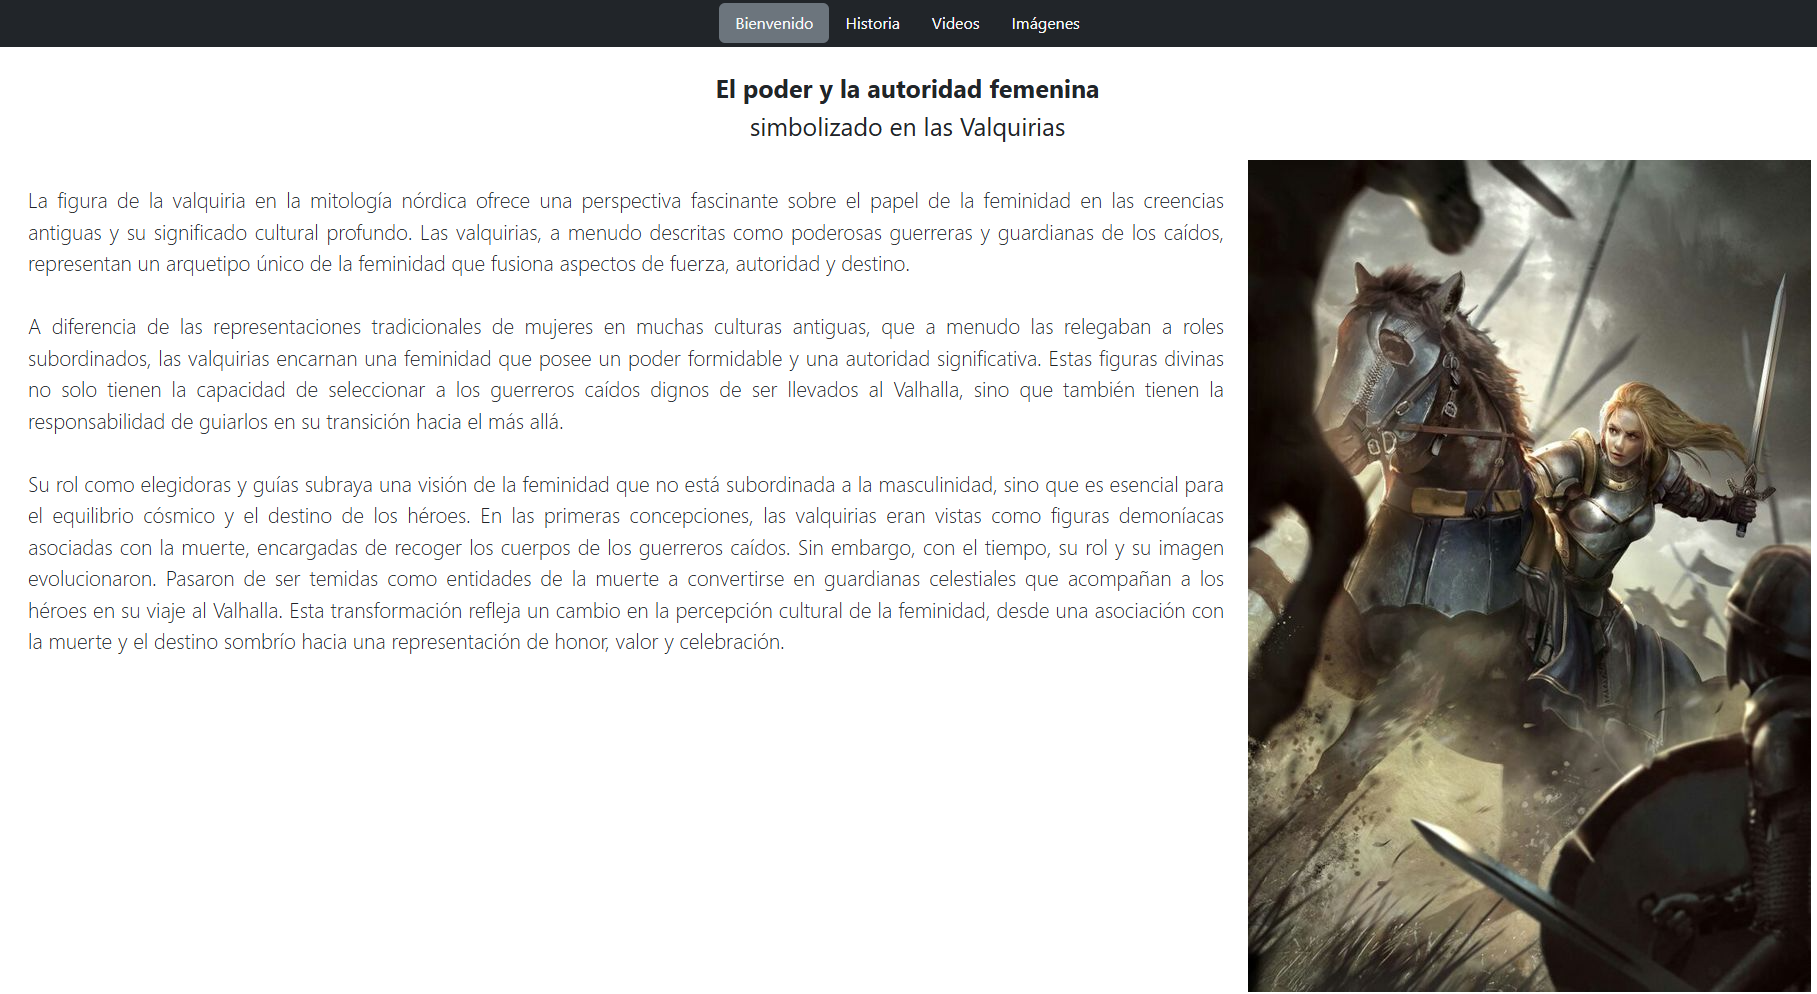 Bienvenido Historia Videos Imágenes
El poder y la autoridad femenina
simbolizado en las Valquirias
La figura de la valquiria en la mitología nórdica ofrece una perspectiva fascinante sobre el papel de la feminidad en las creencias
antiguas y su significado cultural profundo. Las valquirias, a menudo descritas como poderosas guerreras y guardianas de los caídos,
representan un arquetipo único de la feminidad que fusiona aspectos de fuerza, autoridad y destino.
A diferencia de las representaciones tradicionales de mujeres en muchas culturas antiguas, que a menudo las relegaban a roles
subordinados, las valquirias encarnan una feminidad que posee un poder formidable y una autoridad significativa. Estas figuras divinas
no solo tienen la capacidad de seleccionar a los guerreros caídos dignos de ser llevados al Valhalla, sino que también tienen la
responsabilidad de guiarlos en su transición hacia el más allá.
Su rol como elegidoras y guías subraya una visión de la feminidad que no está subordinada a la masculinidad, sino que es esencial para
el equilibrio cósmico y el destino de los héroes. En las primeras concepciones, las valquirias eran vistas como figuras demoníacas
asociadas con la muerte, encargadas de recoger los cuerpos de los guerreros caídos. Sin embargo, con el tiempo, su rol y su imagen
evolucionaron. Pasaron de ser temidas como entidades de la muerte a convertirse en guardianas celestiales que acompañan a los
héroes en su viaje al Valhalla. Esta transformación refleja un cambio en la percepción cultural de la feminidad, desde una asociación con
la muerte y el destino sombrío hacia una representación de honor, valor y celebración.